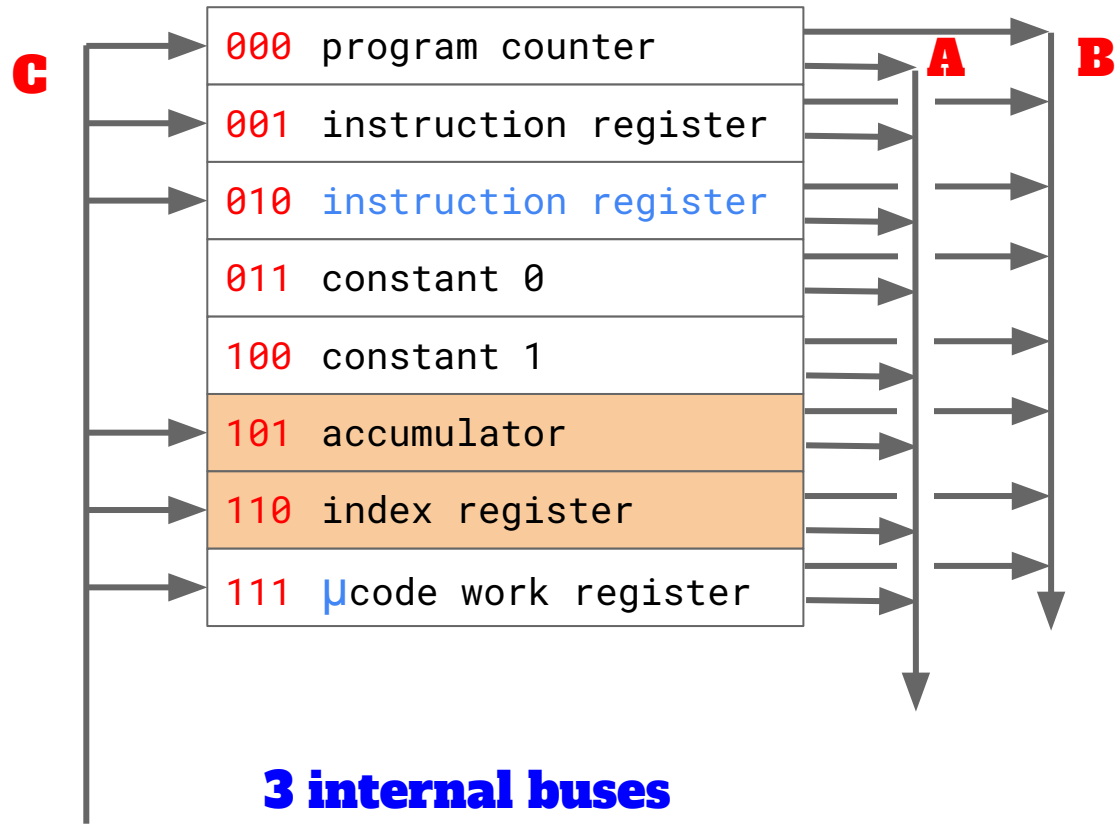 C
A
B
000 program counter
001 instruction register
010 instruction register
011 constant 0
100 constant 1
101 accumulator
110 index register
111 µcode work register
3 internal buses